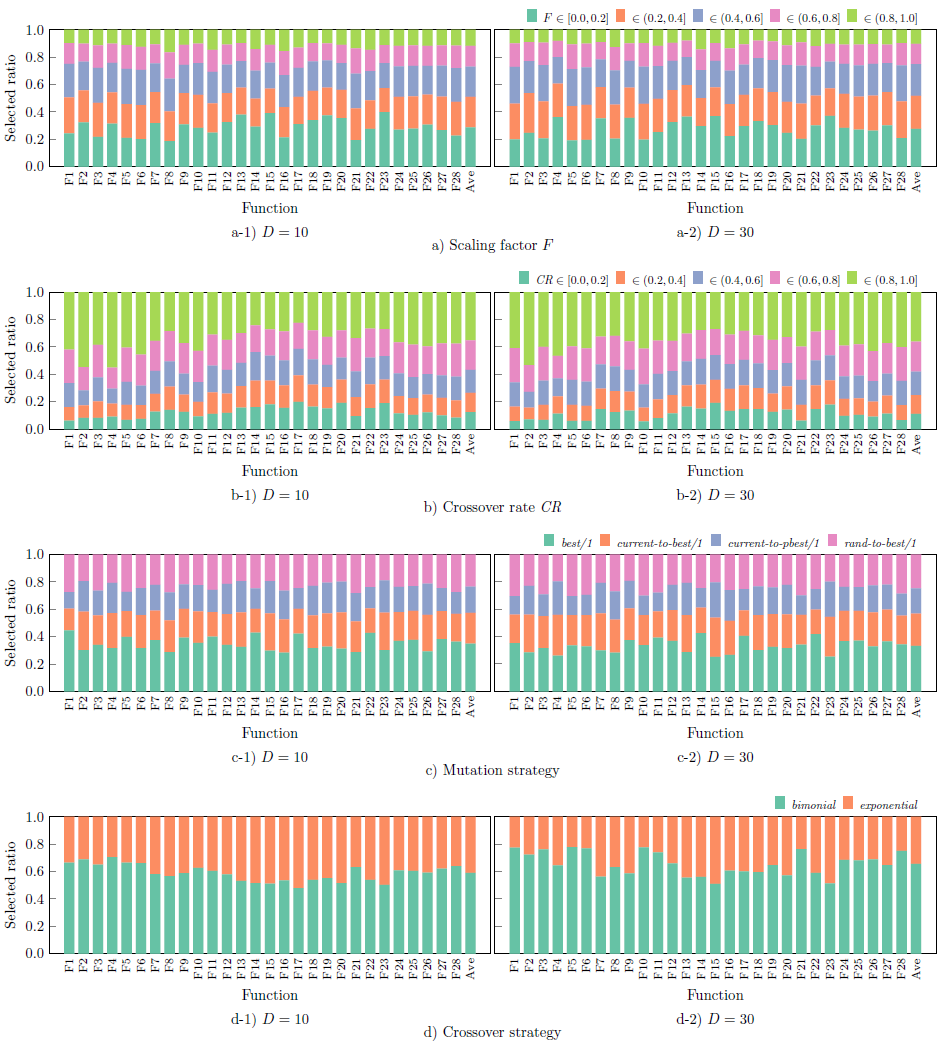 F ∈ [0.0, 0.2] ∈ (0.2, 0.4] ∈ (0.4, 0.6] ∈ (0.6, 0.8] ∈ (0.8, 1.0]
Selected ratio
1.0
0.8
0.6
0.4
0.2
0.0
F1 F2 F3 F4 F5 F6 F7 F8 F9 F10 F11 F12 F13 F14 F15 F16 F17 F18 F19 F20 F21 F22 F23 F24 F25 F26 F27 F28 Ave
F1 F2 F3 F4 F5 F6 F7 F8 F9 F10 F11 F12 F13 F14 F15 F16 F17 F18 F19 F20 F21 F22 F23 F24 F25 F26 F27 F28 Ave
Function Function
a-1) D = 10 a-2) D = 30
a) Scaling factor F
CR ∈ [0.0, 0.2] ∈ (0.2, 0.4] ∈ (0.4, 0.6] ∈ (0.6, 0.8] ∈ (0.8, 1.0]
Selected ratio
1.0
0.8
0.6
0.4
0.2
0.0
F1 F2 F3 F4 F5 F6 F7 F8 F9 F10 F11 F12 F13 F14 F15 F16 F17 F18 F19 F20 F21 F22 F23 F24 F25 F26 F27 F28 Ave
F1 F2 F3 F4 F5 F6 F7 F8 F9 F10 F11 F12 F13 F14 F15 F16 F17 F18 F19 F20 F21 F22 F23 F24 F25 F26 F27 F28 Ave
Function Function
b-1) D = 10 b-2) D = 30
b) Crossover rate CR
best/1 current-to-best/1 current-to-pbest/1 rand-to-best/1
Selected ratio
1.0
0.8
0.6
0.4
0.2
0.0
F1 F2 F3 F4 F5 F6 F7 F8 F9 F10 F11 F12 F13 F14 F15 F16 F17 F18 F19 F20 F21 F22 F23 F24 F25 F26 F27 F28 Ave
F1 F2 F3 F4 F5 F6 F7 F8 F9 F10 F11 F12 F13 F14 F15 F16 F17 F18 F19 F20 F21 F22 F23 F24 F25 F26 F27 F28 Ave
Function Function
c-1) D = 10 c-2) D = 30
c) Mutation strategy
bimonial exponential
Selected ratio
1.0
0.8
0.6
0.4
0.2
0.0
F1 F2 F3 F4 F5 F6 F7 F8 F9 F10 F11 F12 F13 F14 F15 F16 F17 F18 F19 F20 F21 F22 F23 F24 F25 F26 F27 F28 Ave
F1 F2 F3 F4 F5 F6 F7 F8 F9 F10 F11 F12 F13 F14 F15 F16 F17 F18 F19 F20 F21 F22 F23 F24 F25 F26 F27 F28 Ave
Function Function
d-1) D = 10 d-2) D = 30
d) Crossover strategy